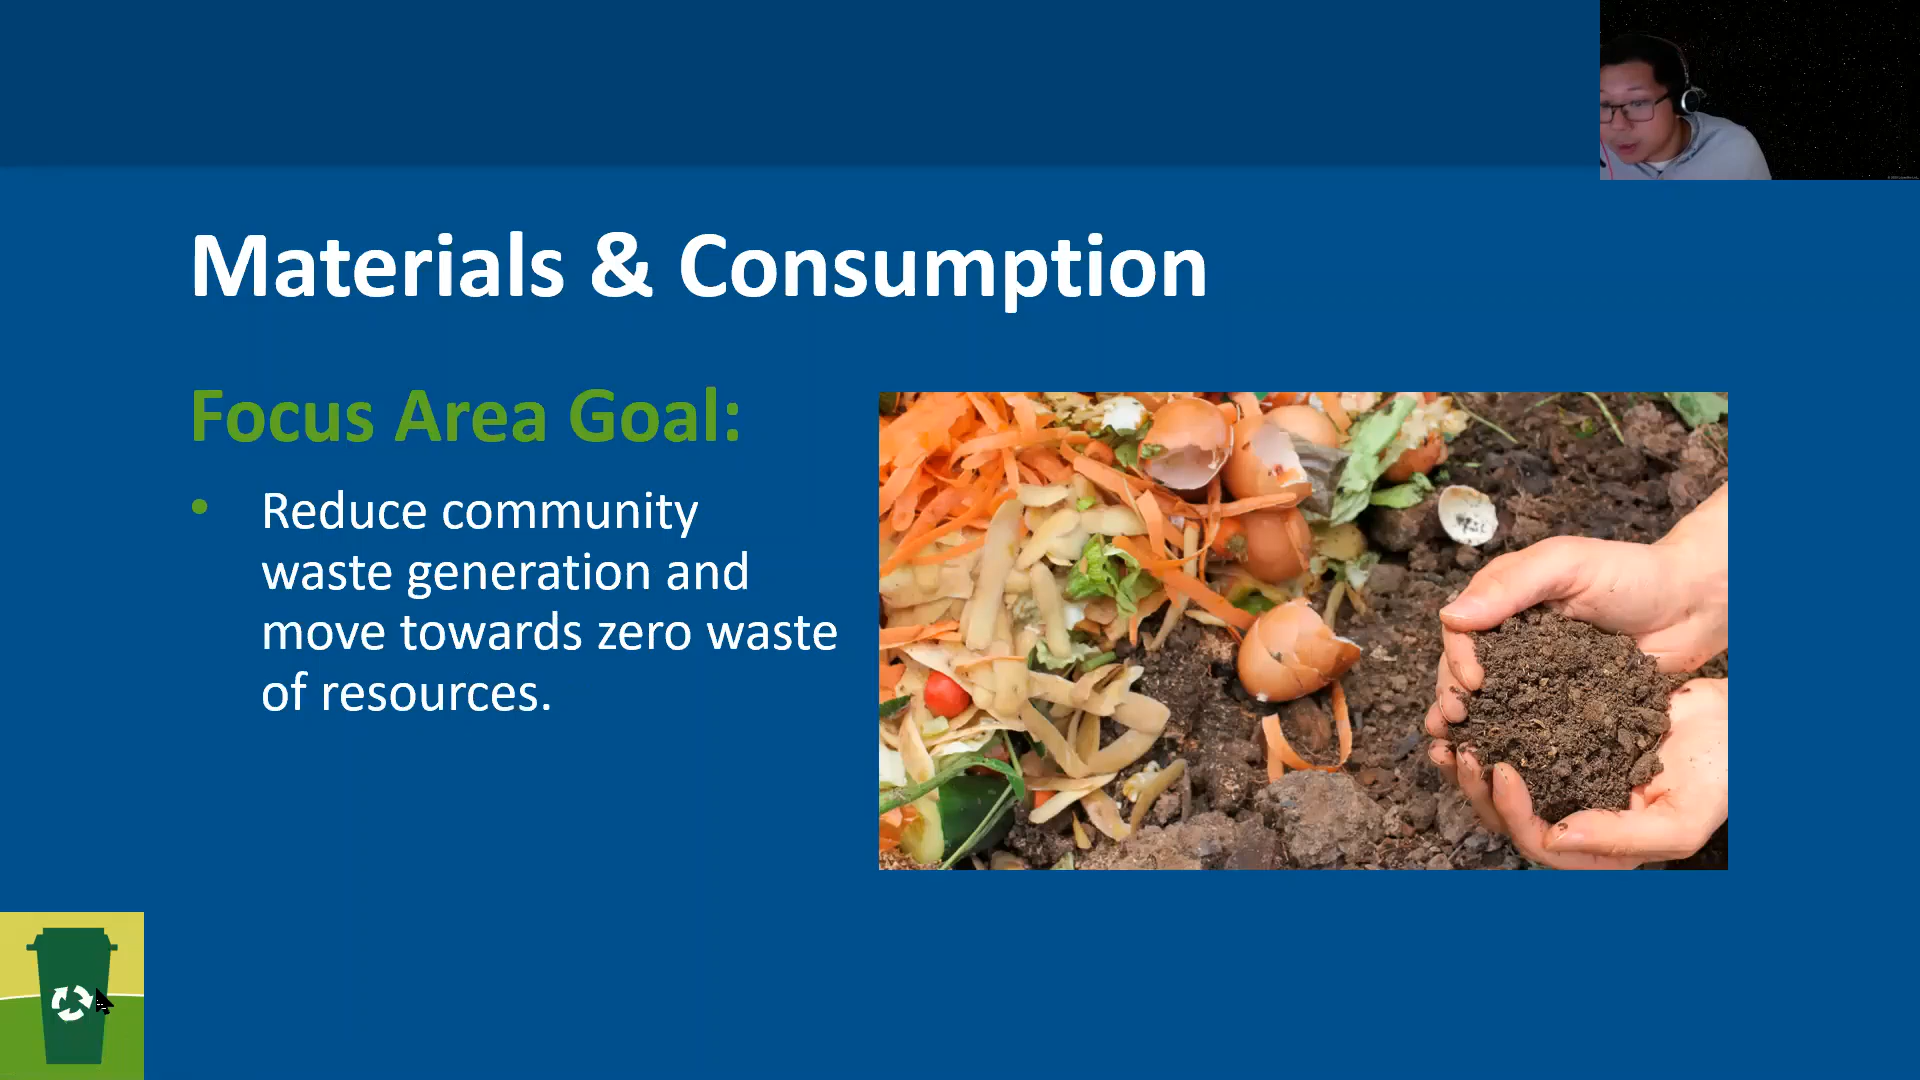 Materials & Consumption
Focus Area Goal:
• Reduce community
waste generation and
move towards zero waste
of resources.